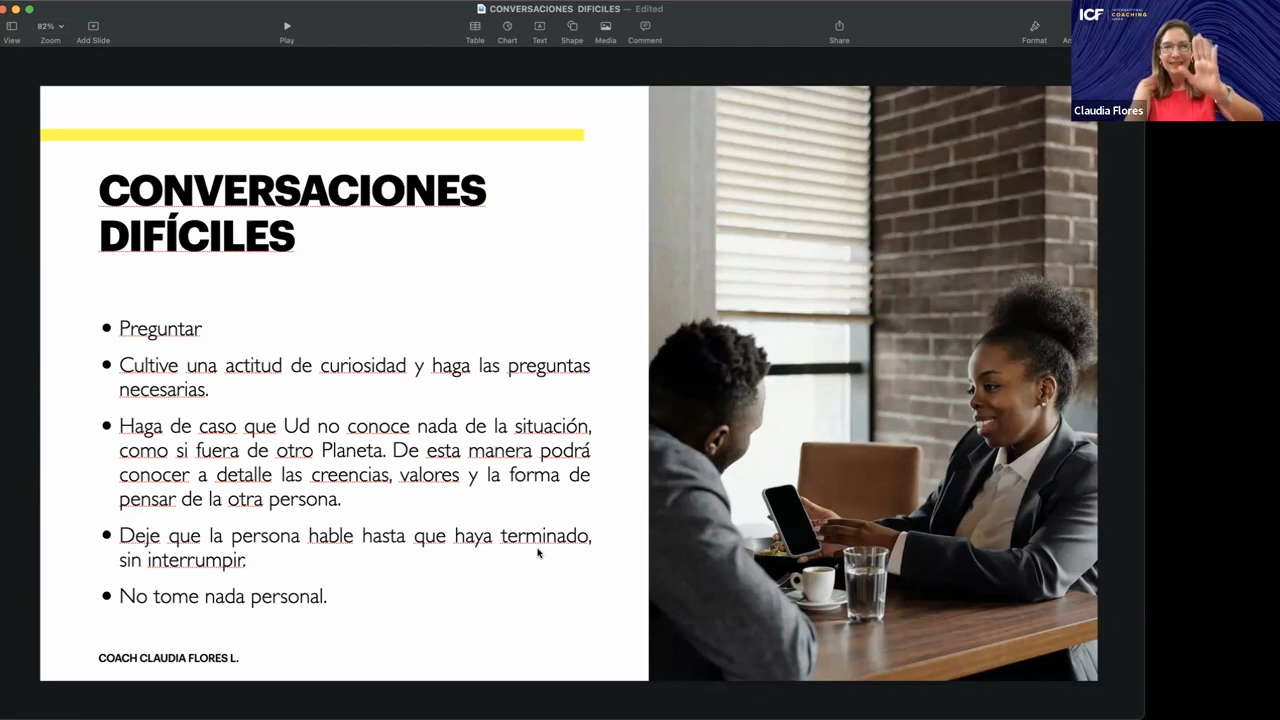 CONVERSACIONES DIFICILES — Edited
View
82%
Zoom
Add Slide
Play
Table
Chart
Text
Shape
Media
Comment
Share
Format
ICF INTERNATIONAL
COACHING
WEEK
Claudia Flores
CONVERSACIONES
DIFÍCILES
• Preguntar
• Cultive una actitud de curiosidad y haga las preguntas
necesarias.
• Haga de caso que Ud no conoce nada de la situación,
como si fuera de otro Planeta. De esta manera podrá
conocer a detalle las creencias, valores y la forma de
pensar de la otra persona.
• Deje que la persona hable hasta que haya terminado,
sin interrumpir.
• No tome nada personal.
COACH CLAUDIA FLORES L.